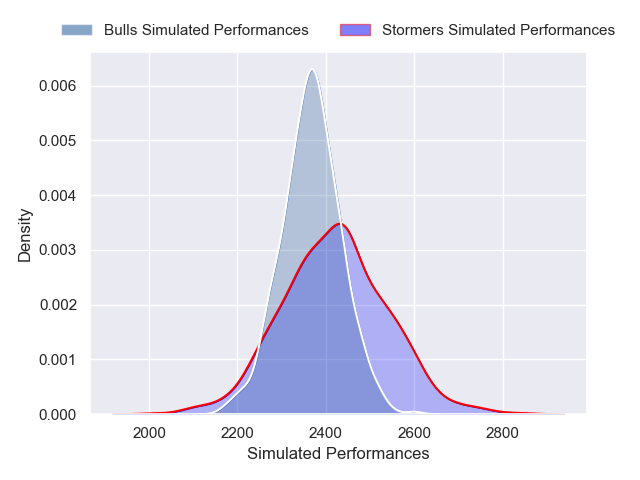 Bulls Simulated Performances Stormers Simulated Performances
0.006
0.005
0.004
0.003
0.002
0.001
0.000
Density
2000 2200 2400 2600 2800
Simulated Performances